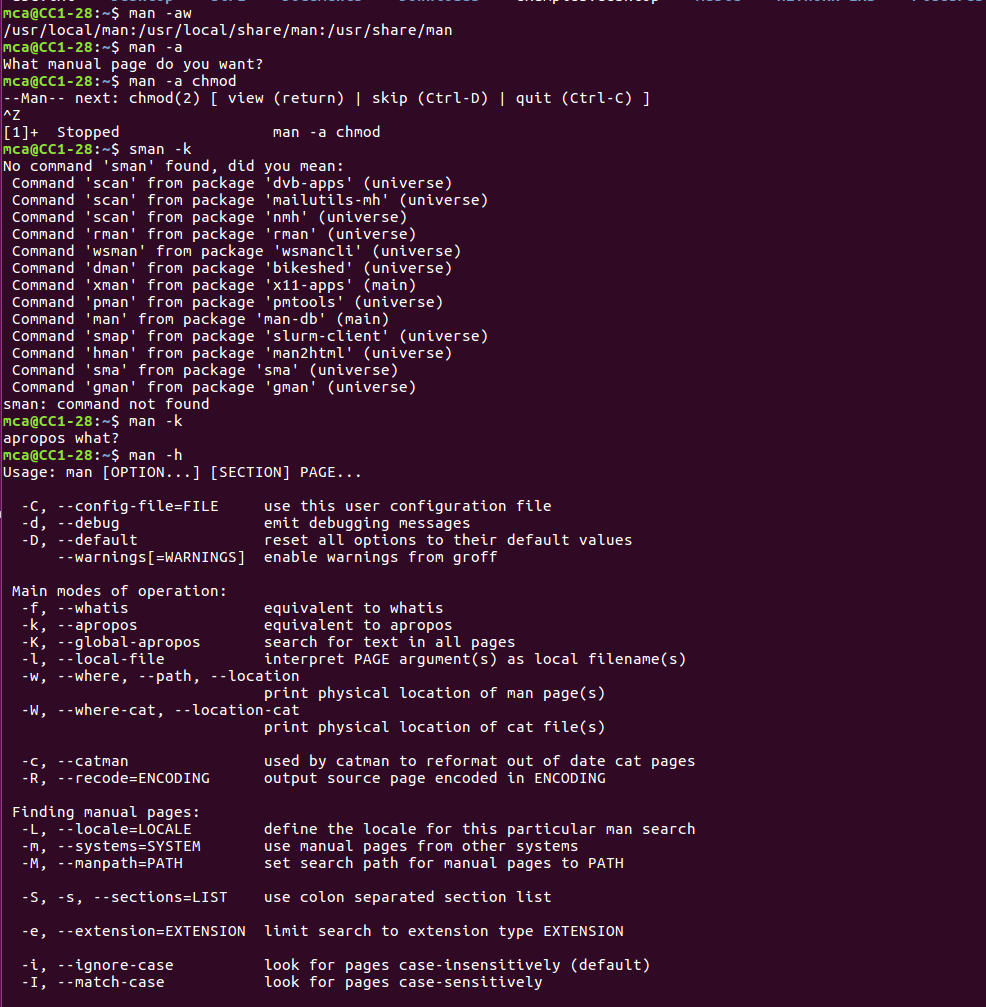 mca@CC1-28:~$ man -aw
/usr/local/man:/usr/local/share/man:/usr/share/man
mca@CC1-28:~$ man -a
What manual page do you want?
mca@CC1-28:~$ man -a chmod
--Man-- next: chmod(2) [ view (return) | skip (Ctrl-D) | quit (Ctrl-C) ]
^Z
[1]+  Stopped                 man -a chmod
mca@CC1-28:~$ sman -k
No command 'sman' found, did you mean:
 Command 'scan' from package 'dvb-apps' (universe)
 Command 'scan' from package 'mailutils-mh' (universe)
 Command 'scan' from package 'nmh' (universe)
 Command 'rman' from package 'rman' (universe)
 Command 'wsman' from package 'wsmancli' (universe)
 Command 'dman' from package 'bikeshed' (universe)
 Command 'xman' from package 'x11-apps' (main)
 Command 'pman' from package 'pmtools' (universe)
 Command 'man' from package 'man-db' (main)
 Command 'smap' from package 'slurm-client' (universe)
 Command 'hman' from package 'man2html' (universe)
 Command 'sma' from package 'sma' (universe)
 Command 'gman' from package 'gman' (universe)
sman: command not found
mca@CC1-28:~$ man -k
apropos what?
mca@CC1-28:~$ man -h
Usage: man [OPTION...] [SECTION] PAGE...

  -C, --config-file=FILE     use this user configuration file
  -d, --debug                emit debugging messages
  -D, --default              reset all options to their default values
      --warnings[=WARNINGS]  enable warnings from groff

 Main modes of operation:
  -f, --whatis               equivalent to whatis
  -k, --apropos              equivalent to apropos
  -K, --global-apropos       search for text in all pages
  -l, --local-file           interpret PAGE argument(s) as local filename(s)
  -w, --where, --path, --location
                             print physical location of man page(s)
  -W, --where-cat, --location-cat
                             print physical location of cat file(s)

  -c, --catman               used by catman to reformat out of date cat pages
  -R, --recode=ENCODING      output source page encoded in ENCODING

 Finding manual pages:
  -L, --locale=LOCALE        define the locale for this particular man search
  -m, --systems=SYSTEM       use manual pages from other systems
  -M, --manpath=PATH         set search path for manual pages to PATH

  -S, -s, --sections=LIST    use colon separated section list

  -e, --extension=EXTENSION  limit search to extension type EXTENSION

  -i, --ignore-case          look for pages case-insensitively (default)
  -I, --match-case           look for pages case-sensitively